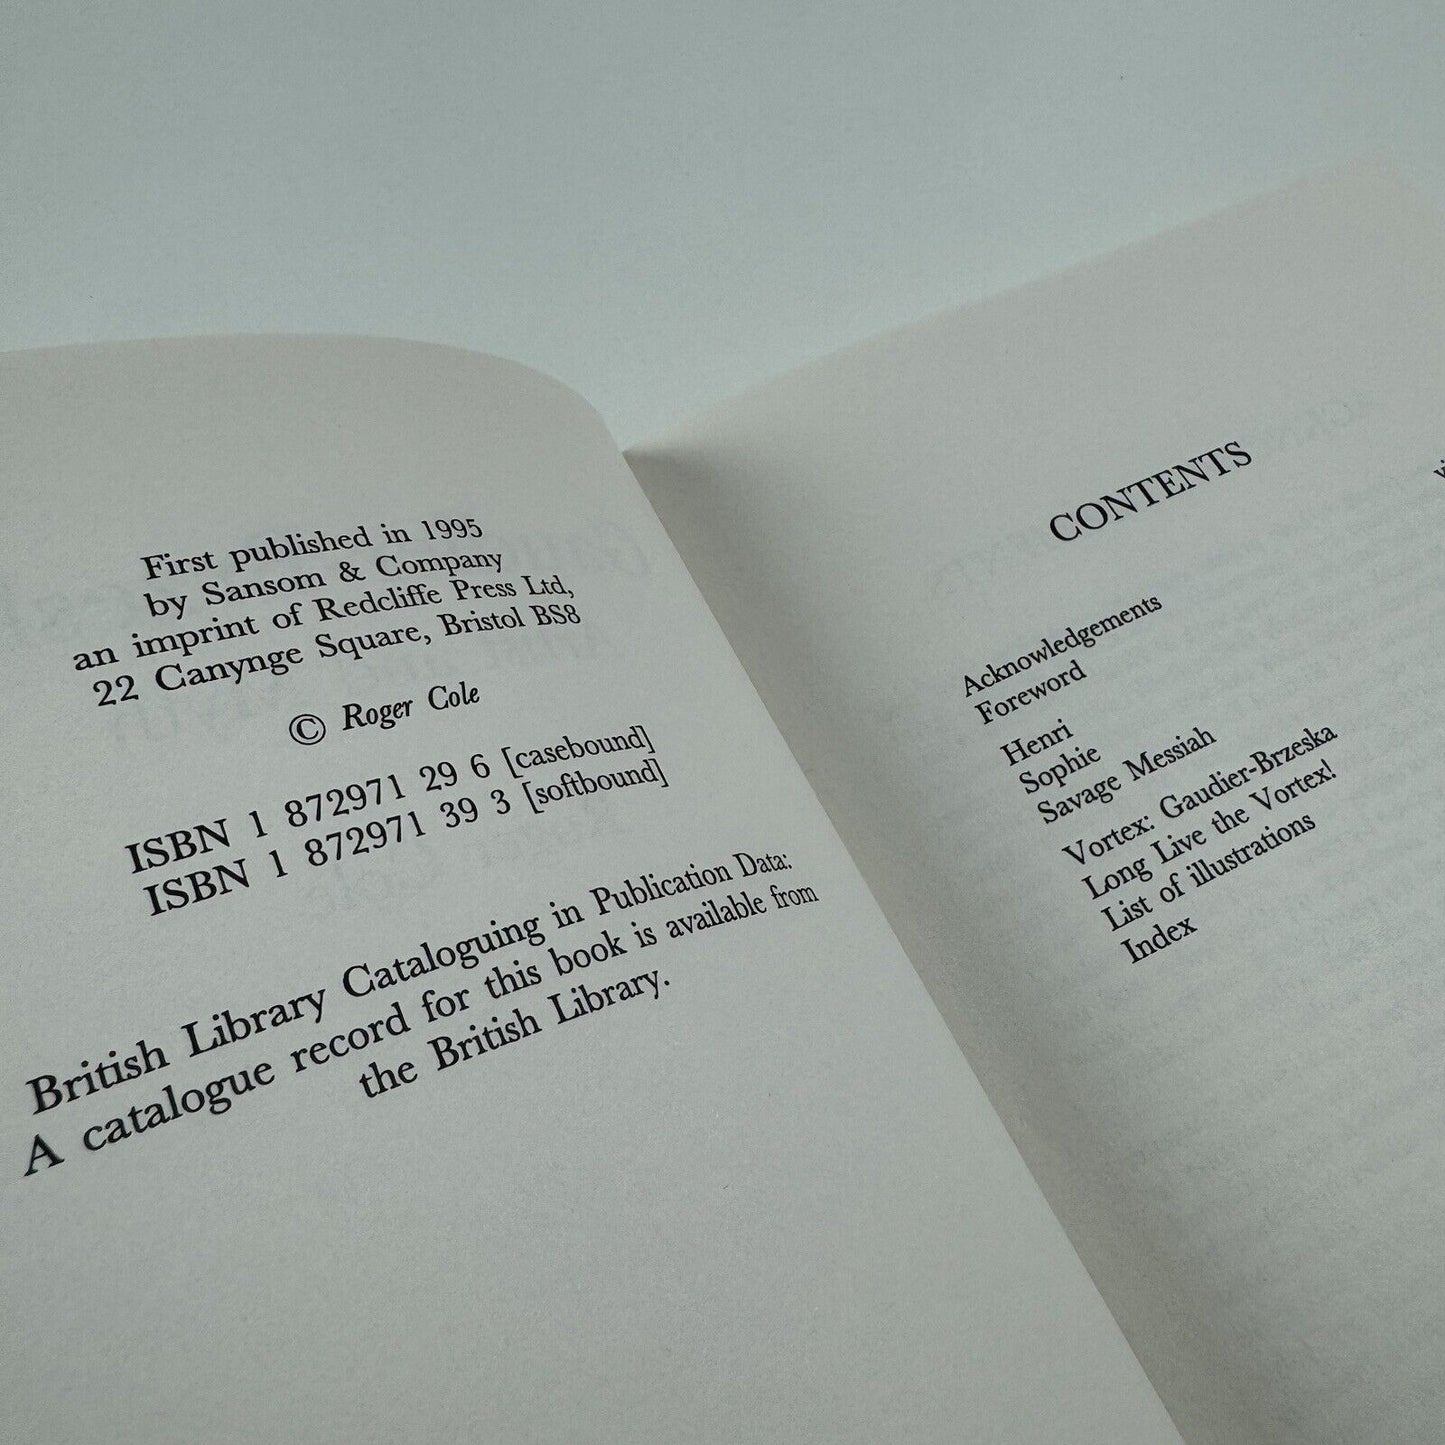 First published in 1995
by Sansom & Company
an imprint of Redcliffe Press Ltd,
22 Canynge Square, Bristol BS8
© Roger Cole
ISBN 1 872971 29 6 [casebound]
ISBN 1 872971 39 3 [softbound]
British Library Cataloguing in Publication Data:
A catalogue record for this book is available from
the British Library.
CONTENTS
Acknowledgements
Foreword
Henri
Sophie
Savage Messiah
Vortex: Gaudier-Brzeska
Long Live the Vortex!
List of illustrations
Index